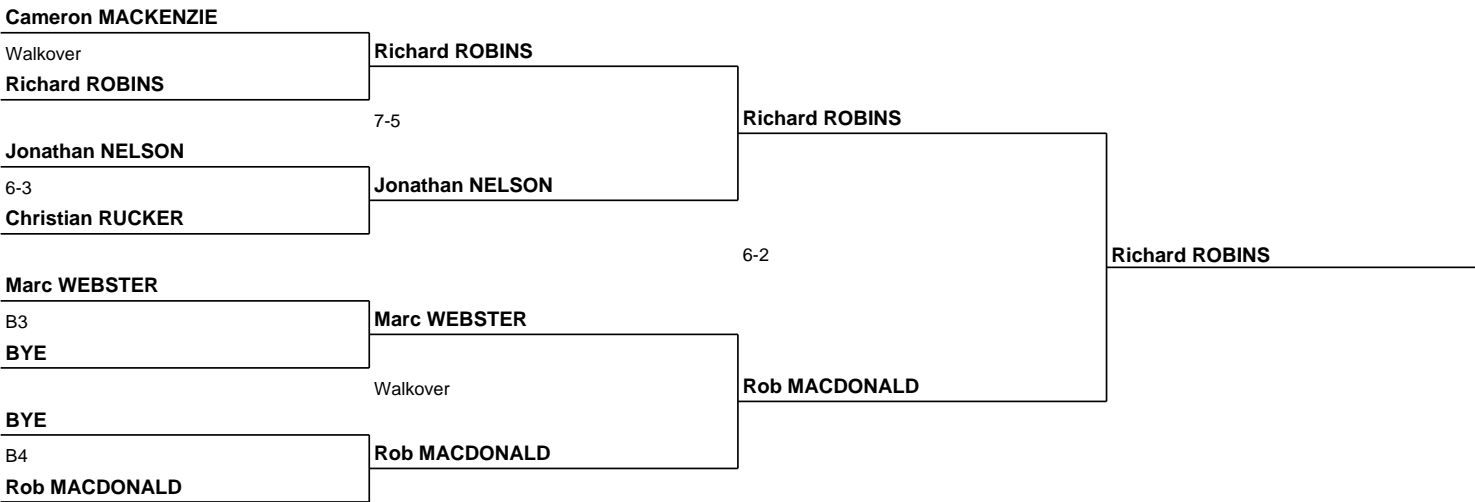 Cameron MACKENZIE
Walkover
Richard ROBINS
Richard ROBINS
7-5
Richard ROBINS
Jonathan NELSON
6-3
Jonathan NELSON
Christian RUCKER
6-2
Richard ROBINS
Marc WEBSTER
B3
Marc WEBSTER
BYE
Walkover
Rob MACDONALD
BYE
B4
Rob MACDONALD
Rob MACDONALD